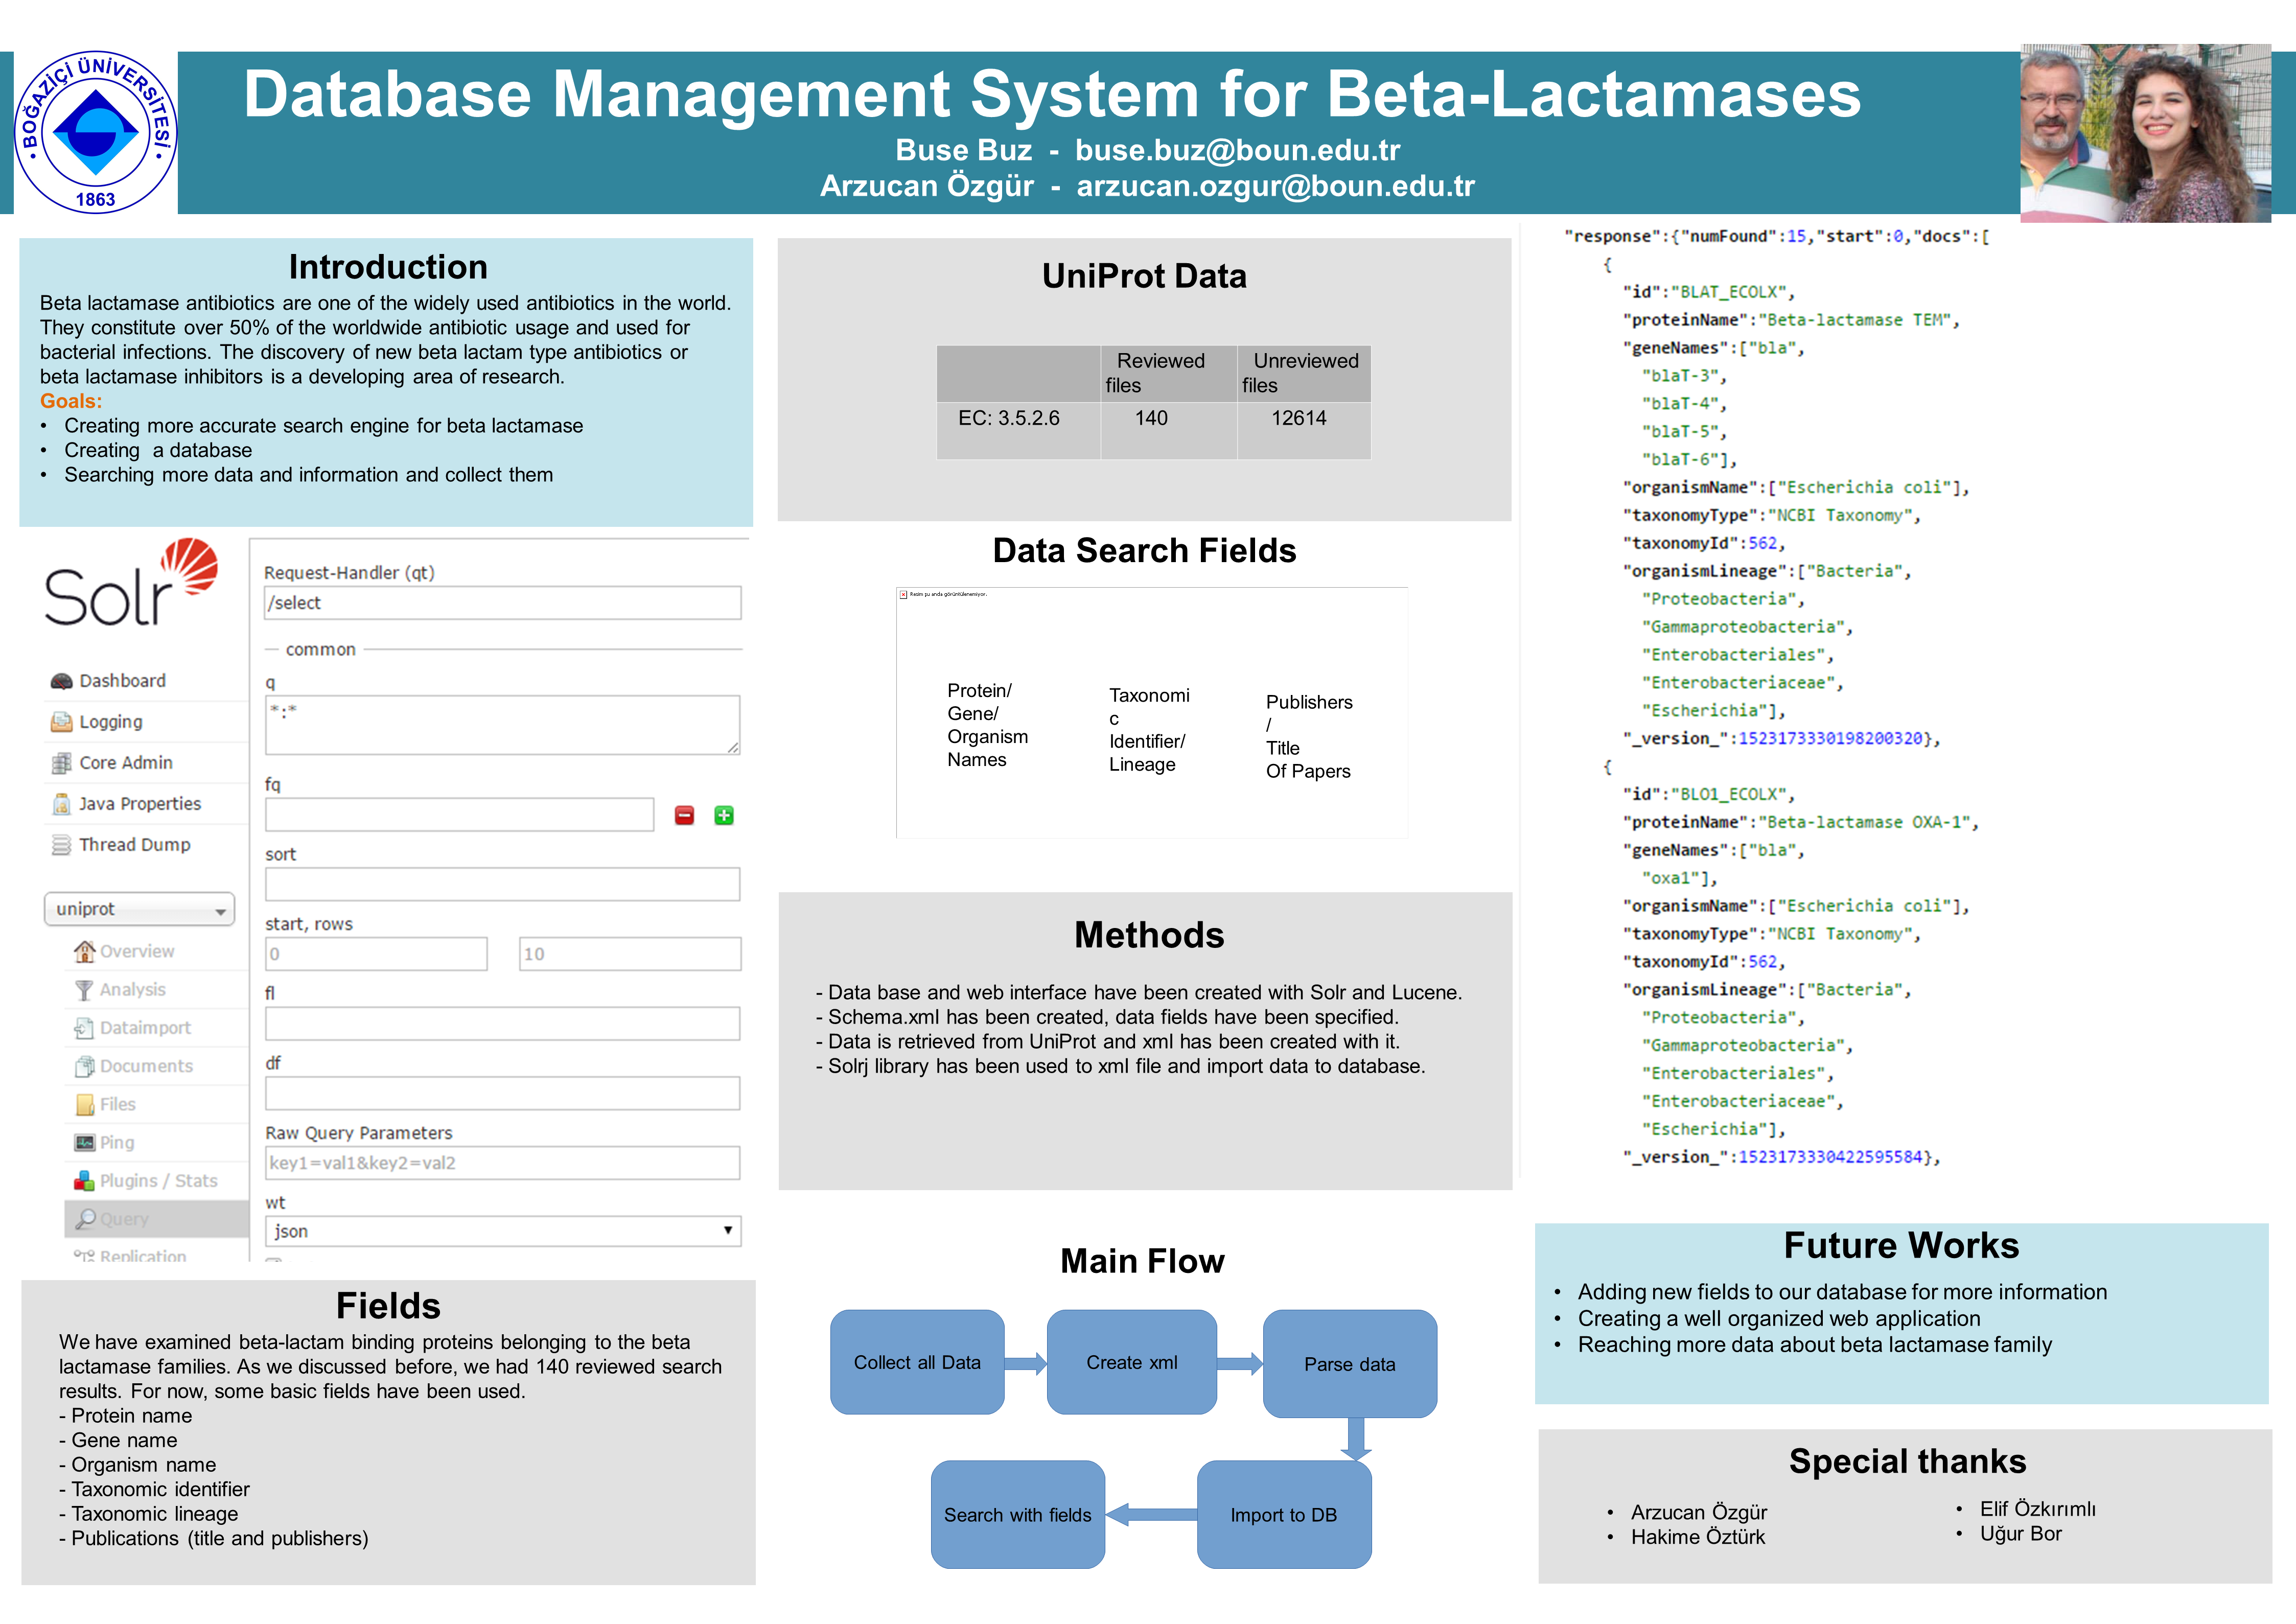 BOĞAZİÇİ ÜNİVERSİTESİ
1863
Database Management System for Beta-Lactamases
Buse Buz - buse.buz@boun.edu.tr
Arzucan Özgür - arzucan.ozgur@boun.edu.tr
Introduction
Beta lactamase antibiotics are one of the widely used antibiotics in the world.
They constitute over 50% of the worldwide antibiotic usage and used for
bacterial infections. The discovery of new beta lactam type antibiotics or
beta lactamase inhibitors is a developing area of research.
Goals:
• Creating more accurate search engine for beta lactamase
• Creating a database
• Searching more data and information and collect them
Solr
Dashboard
Logging
Core Admin
Java Properties
Thread Dump
uniprot
Overview
Analysis
Dataimport
Documents
Files
Ping
Plugins / Stats
Query
Replication
Request-Handler (qt)
/select
common
q
*:*
fq
sort
start, rows
0 10
fl
df
Raw Query Parameters
key1=val1&key2=val2
wt
json
Fields
We have examined beta-lactam binding proteins belonging to the beta
lactamase families. As we discussed before, we had 140 reviewed search
results. For now, some basic fields have been used.
- Protein name
- Gene name
- Organism name
- Taxonomic identifier
- Taxonomic lineage
- Publications (title and publishers)
UniProt Data
Reviewed
files
Unreviewed
files
EC: 3.5.2.6 140 12614
Data Search Fields
Resim şu anda görüntülenemiyor.
Protein/
Gene/
Organism
Names
Taxonomi
c
Identifier/
Lineage
Publishers
/
Title
Of Papers
Methods
- Data base and web interface have been created with Solr and Lucene.
- Schema.xml has been created, data fields have been specified.
- Data is retrieved from UniProt and xml has been created with it.
- Solrj library has been used to xml file and import data to database.
Main Flow
Collect all Data
Create xml
Parse data
Import to DB
Search with fields
"response":{"numFound":15,"start":0,"docs":[
{
"id":"BLAT_ECOLX",
"proteinName":"Beta-lactamase TEM",
"geneNames":["bla",
"blaT-3",
"blaT-4",
"blaT-5",
"blaT-6"],
"organismName":["Escherichia coli"],
"taxonomyType":"NCBI Taxonomy",
"taxonomyId":562,
"organismLineage":["Bacteria",
"Proteobacteria",
"Gammaproteobacteria",
"Enterobacteriales",
"Enterobacteriaceae",
"Escherichia"],
"_version_":1523173330198200320},
{
"id":"BLO1_ECOLX",
"proteinName":"Beta-lactamase OXA-1",
"geneNames":["bla",
"oxa1"],
"organismName":["Escherichia coli"],
"taxonomyType":"NCBI Taxonomy",
"taxonomyId":562,
"organismLineage":["Bacteria",
"Proteobacteria",
"Gammaproteobacteria",
"Enterobacteriales",
"Enterobacteriaceae",
"Escherichia"],
"_version_":1523173330422595584},
Future Works
• Adding new fields to our database for more information
• Creating a well organized web application
• Reaching more data about beta lactamase family
Special thanks
• Arzucan Özgür
• Hakime Öztürk
• Elif Özkırımlı
• Uğur Bor